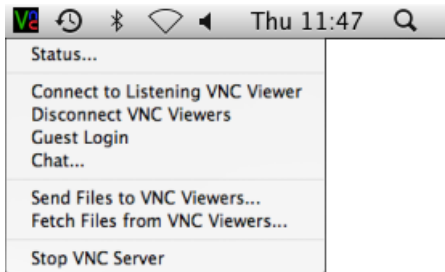 VC Thu 11:47
Status...
Connect to Listening VNC Viewer
Disconnect VNC Viewers
Guest Login
Chat...
Send Files to VNC Viewers...
Fetch Files from VNC Viewers...
Stop VNC Server